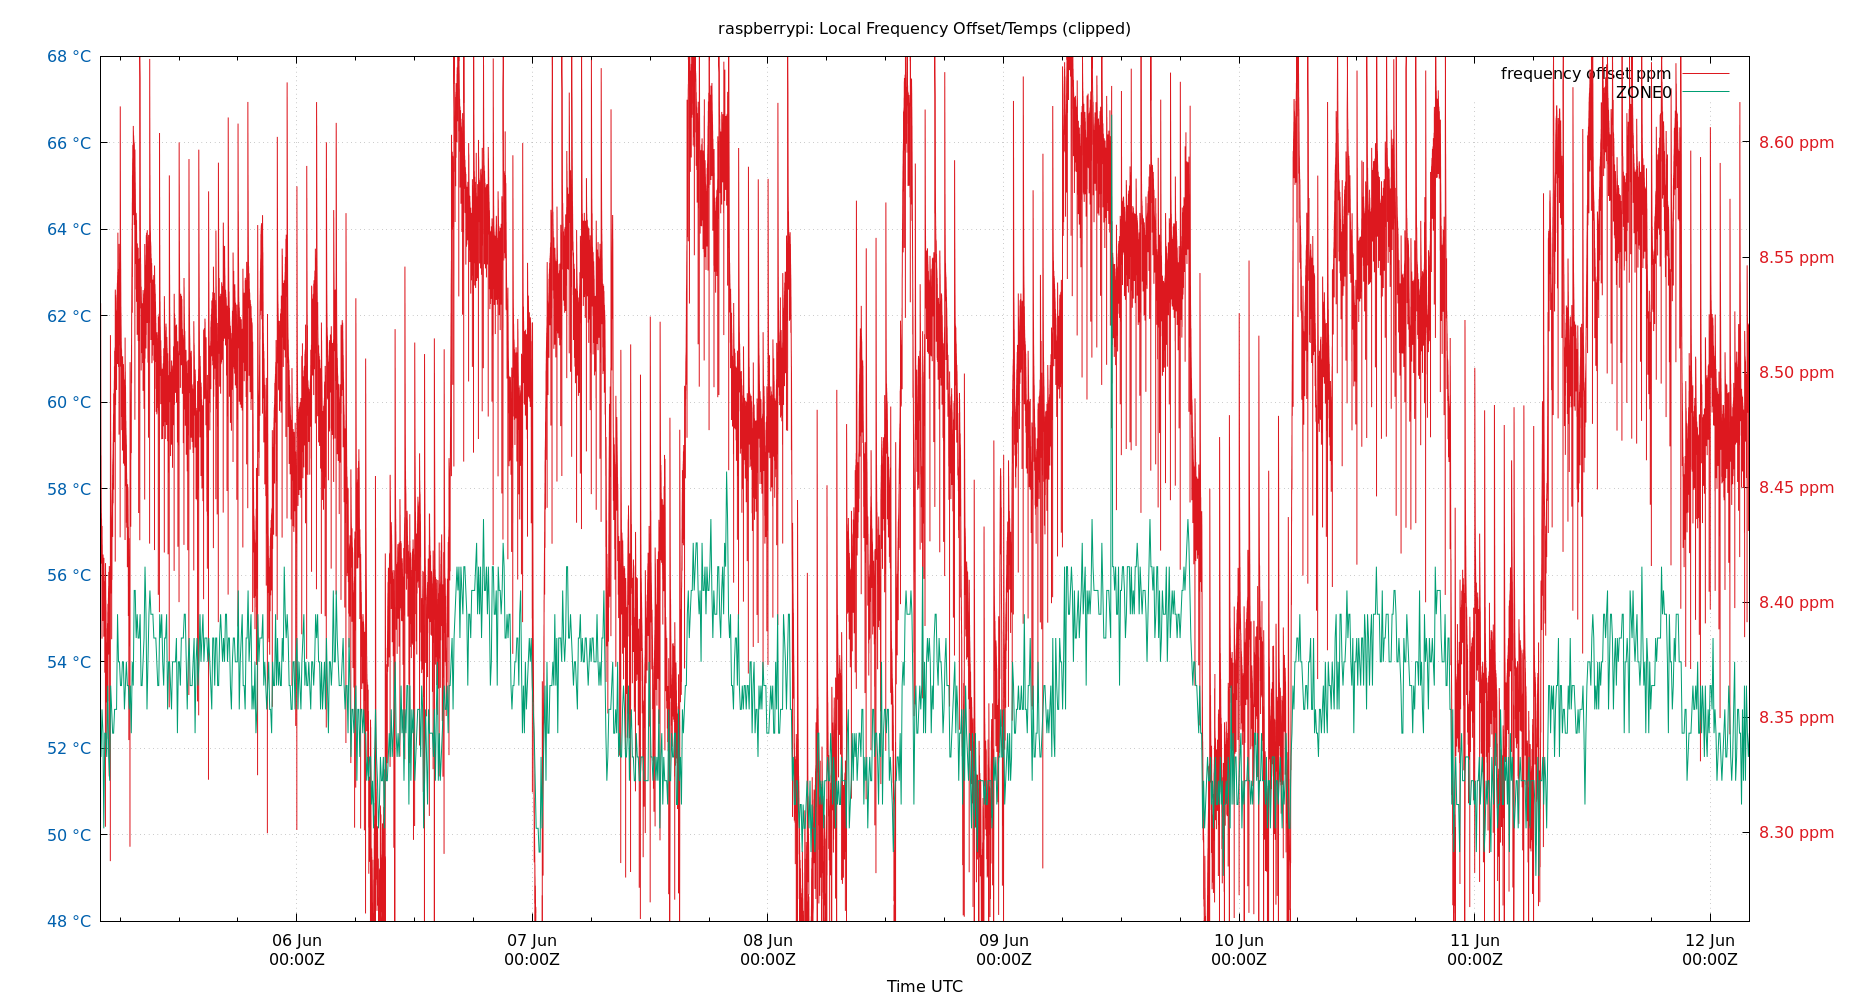 raspberrypi: Local Frequency Offset/Temps (clipped)
68 °C
66 °C
64 °C
62 °C
60 °C
58 °C
56 °C
54 °C
52 °C
50 °C
48 °C
frequency offset ppm
ZONE0
8.60 ppm
8.55 ppm
8.50 ppm
8.45 ppm
8.40 ppm
8.35 ppm
8.30 ppm
06 Jun
00:00Z
07 Jun
00:00Z
08 Jun
00:00Z
09 Jun
00:00Z
10 Jun
00:00Z
11 Jun
00:00Z
12 Jun
00:00Z
Time UTC